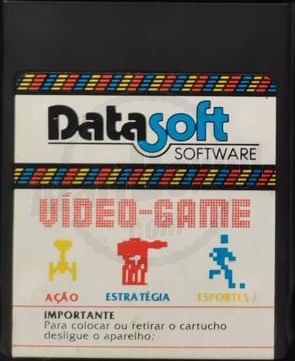 DataSoft
SOFTWARE
VÍDEO-GAME
AÇÃO ESTRATÉGIA ESPORTES
IMPORTANTE
Para colocar ou retirar o cartucho
desligue o aparelho.